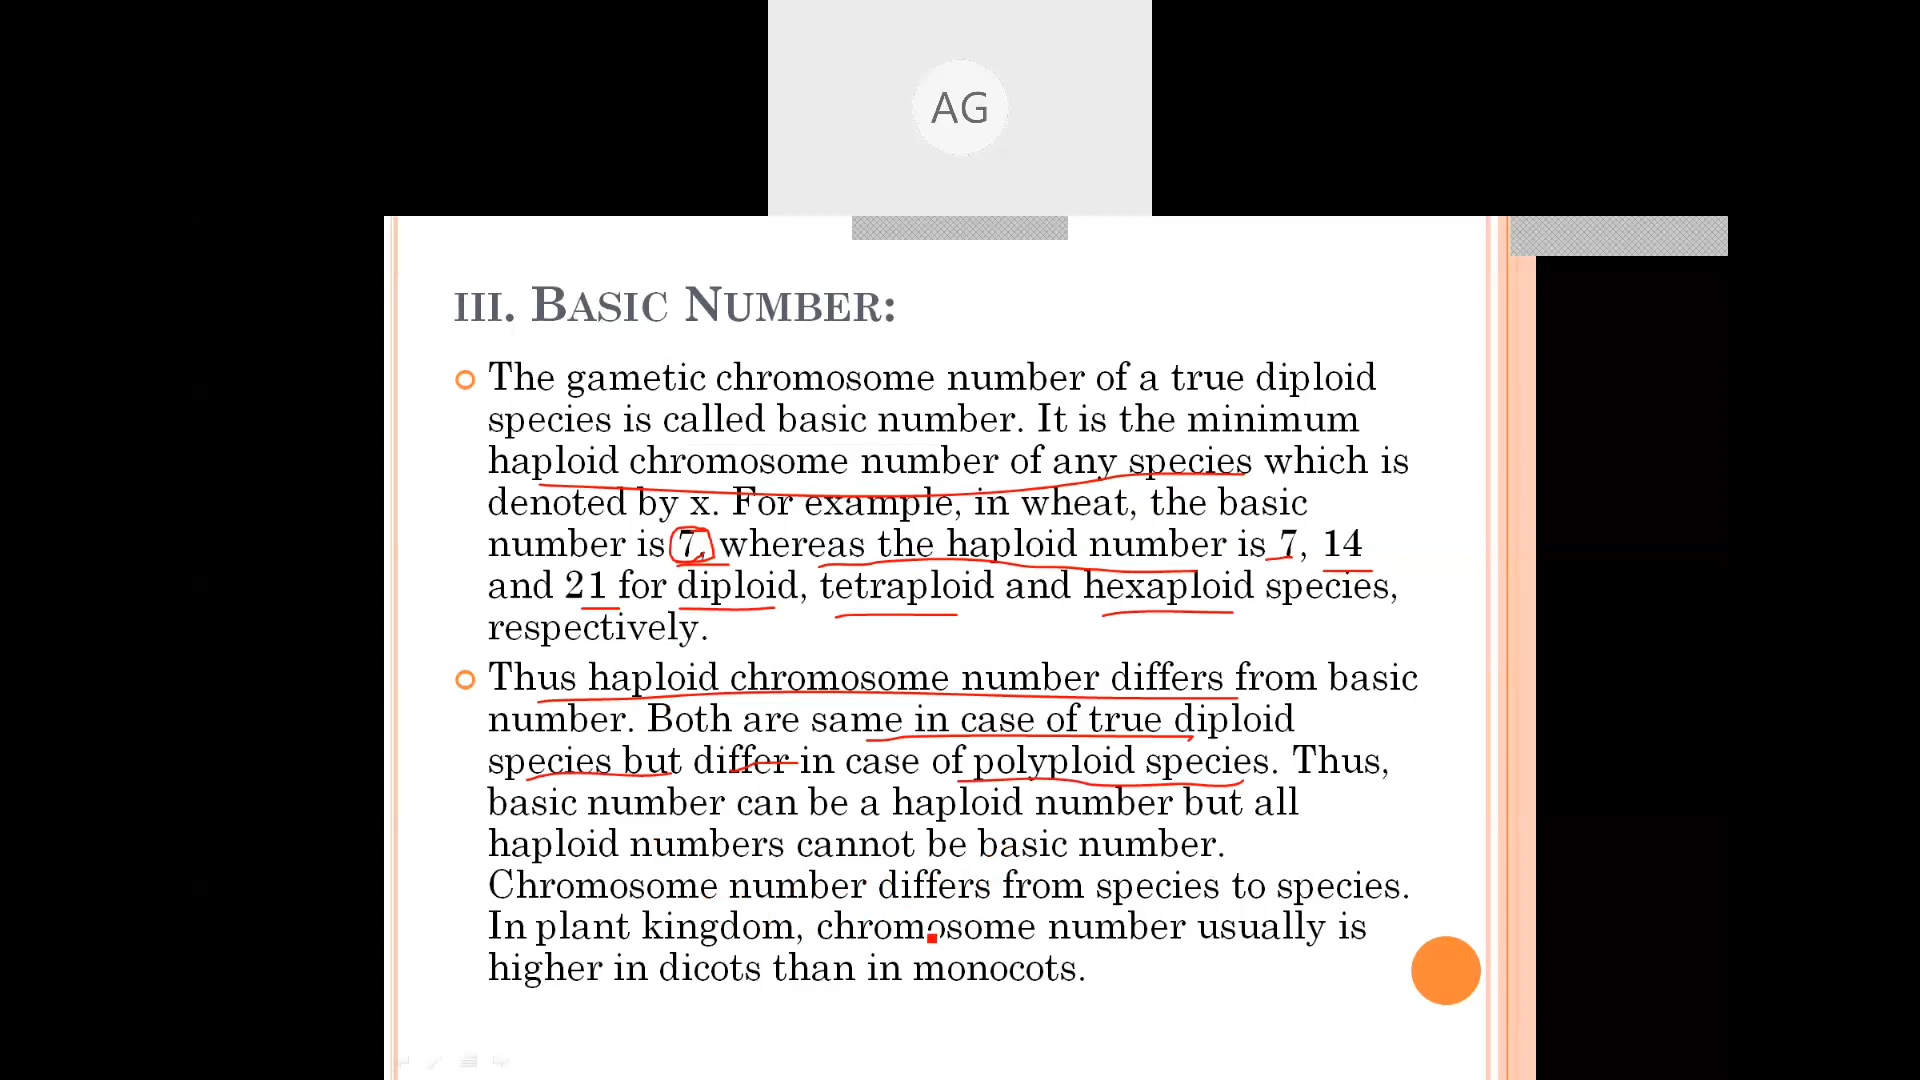 AG
III. BASIC NUMBER:
The gametic chromosome number of a true diploid
species is called basic number. It is the minimum
haploid chromosome number of any species which is
denoted by x. For example, in wheat, the basic
number is 7, whereas the haploid number is 7, 14
and 21 for diploid, tetraploid and hexaploid species,
respectively.
Thus haploid chromosome number differs from basic
number. Both are same in case of true diploid
species but differ in case of polyploid species. Thus,
basic number can be a haploid number but all
haploid numbers cannot be basic number.
Chromosome number differs from species to species.
In plant kingdom, chromosome number usually is
higher in dicots than in monocots.